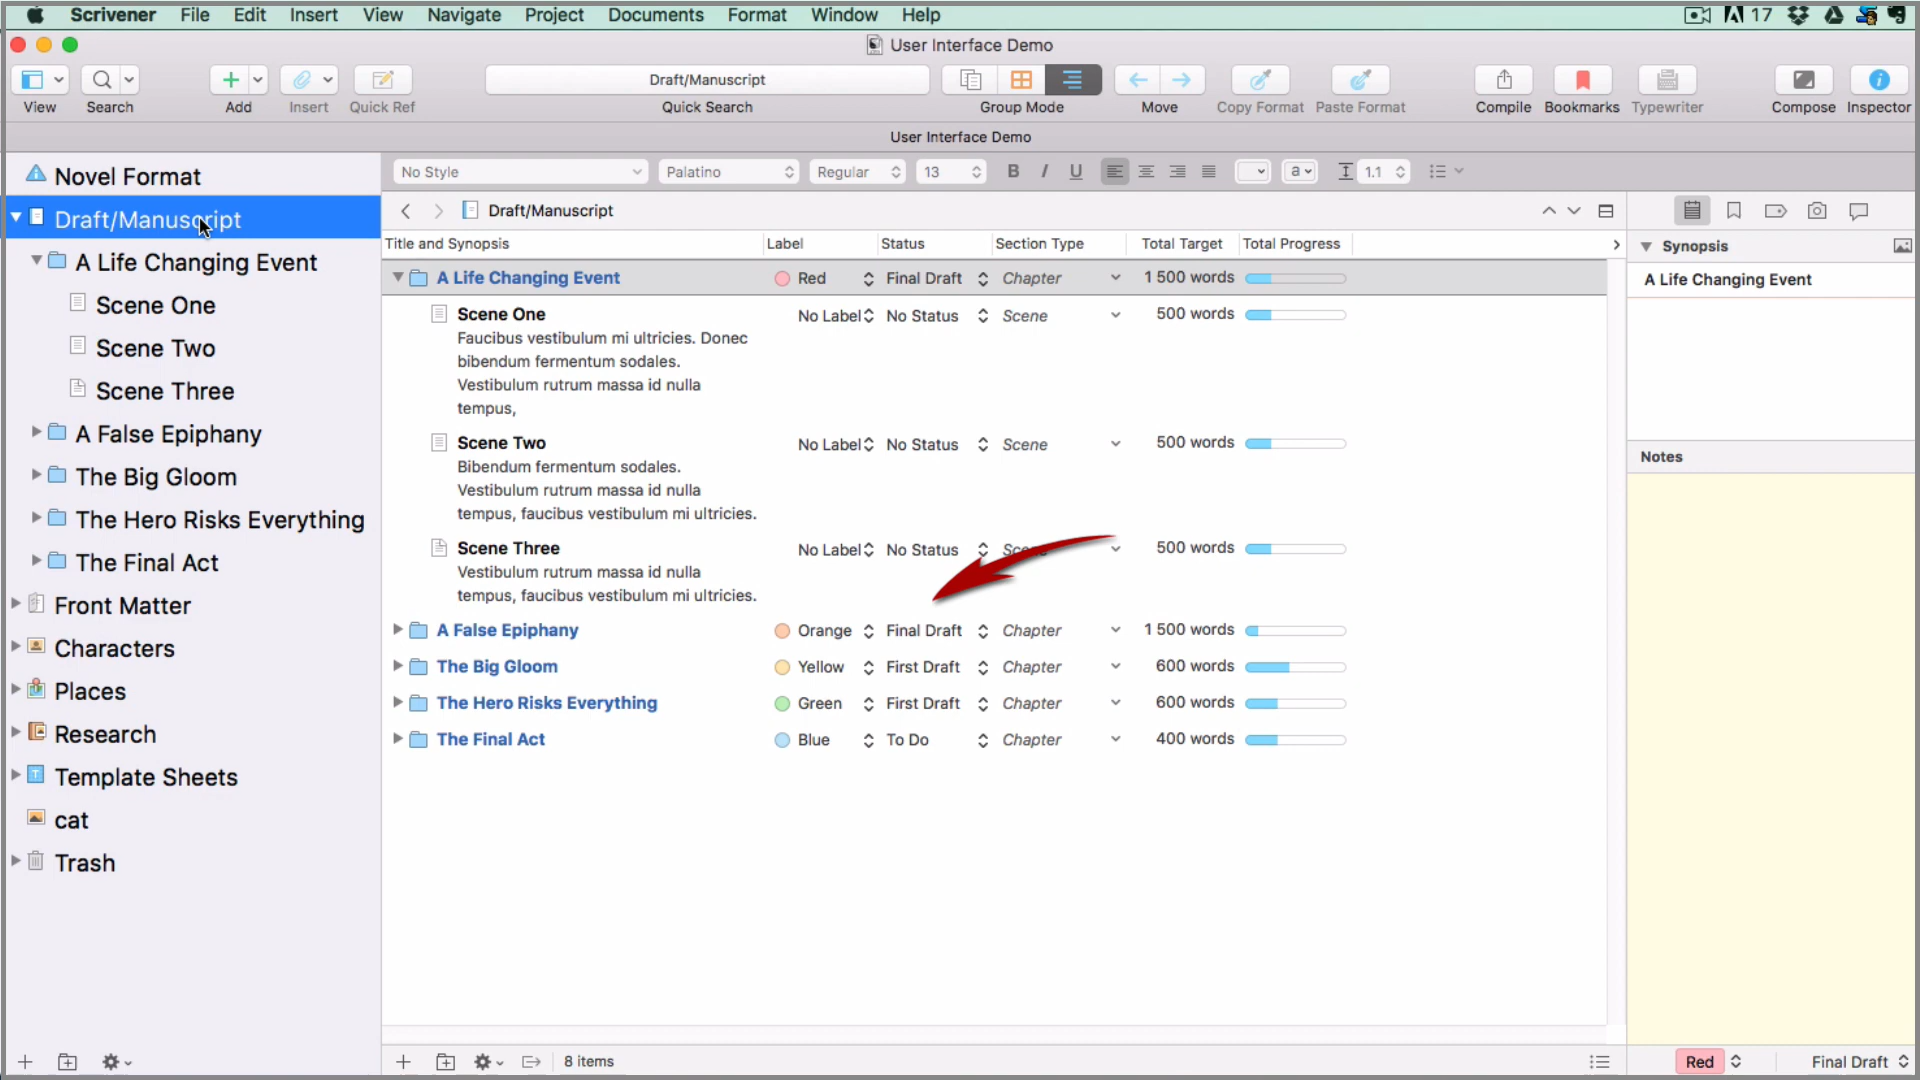 Scrivener File Edit Insert View Navigate Project Documents Format Window Help 17
User Interface Demo
Draft/Manuscript
View Search Add Insert Quick Ref Quick Search Group Mode Move Copy Format Paste Format Compile Bookmarks Typewriter Compose Inspector
User Interface Demo
Novel Format
Draft/Manuscript
A Life Changing Event
Scene One
Scene Two
Scene Three
A False Epiphany
The Big Gloom
The Hero Risks Everything
The Final Act
Front Matter
Characters
Places
Research
Template Sheets
cat
Trash
No Style Palatino Regular 13 B I U a 1.1
Draft/Manuscript
Title and Synopsis Label Status Section Type Total Target Total Progress
A Life Changing Event Red Final Draft Chapter 1 500 words
Scene One No Label No Status Scene 500 words
Faucibus vestibulum mi ultricies. Donec
bibendum fermentum sodales.
Vestibulum rutrum massa id nulla
tempus,
Scene Two No Label No Status Scene 500 words
Bibendum fermentum sodales.
Vestibulum rutrum massa id nulla
tempus, faucibus vestibulum mi ultricies.
Scene Three No Label No Status 500 words
Vestibulum rutrum massa id nulla
tempus, faucibus vestibulum mi ultricies.
A False Epiphany Orange Final Draft Chapter 1 500 words
The Big Gloom Yellow First Draft Chapter 600 words
The Hero Risks Everything Green First Draft Chapter 600 words
The Final Act Blue To Do Chapter 400 words
8 items
Synopsis
A Life Changing Event
Notes
Red Final Draft